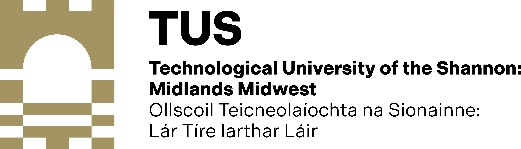 TUS
Technological University of the Shannon:
Midlands Midwest
Ollscoil Teicneolaíochta na Sionainne:
Lár Tíre Iarthar Láir